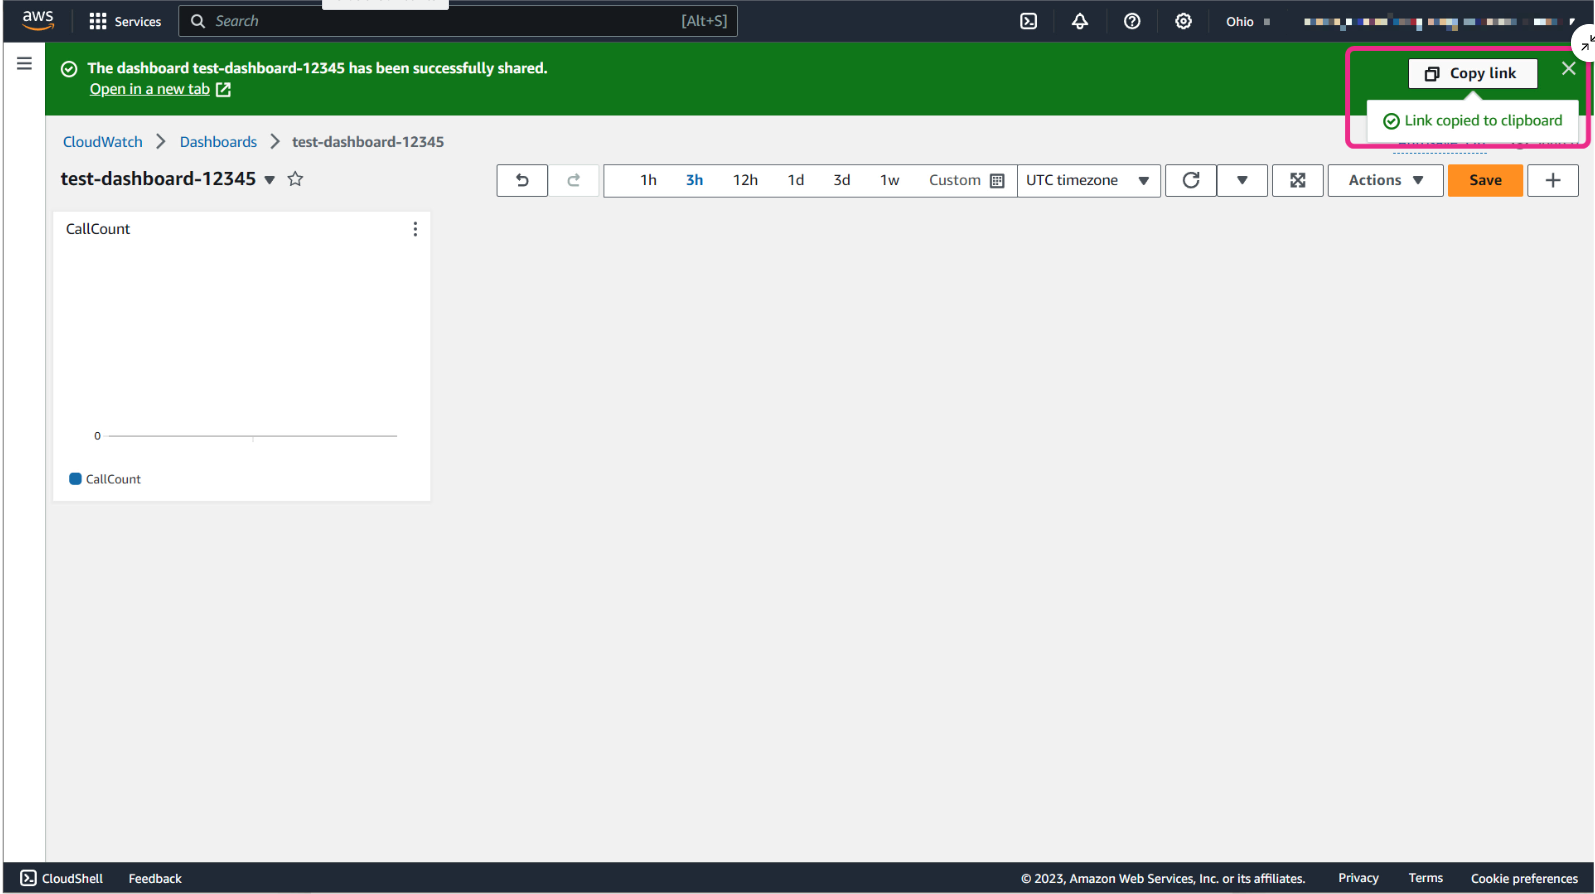 aws Services Search [Alt+S] Ohio
The dashboard test-dashboard-12345 has been successfully shared.
Open in a new tab
Copy link
Link copied to clipboard
CloudWatch Dashboards test-dashboard-12345
test-dashboard-12345
1h 3h 12h 1d 3d 1w Custom UTC timezone Actions Save
CallCount
0
CallCount
CloudShell Feedback © 2023, Amazon Web Services, Inc. or its affiliates. Privacy Terms Cookie preferences